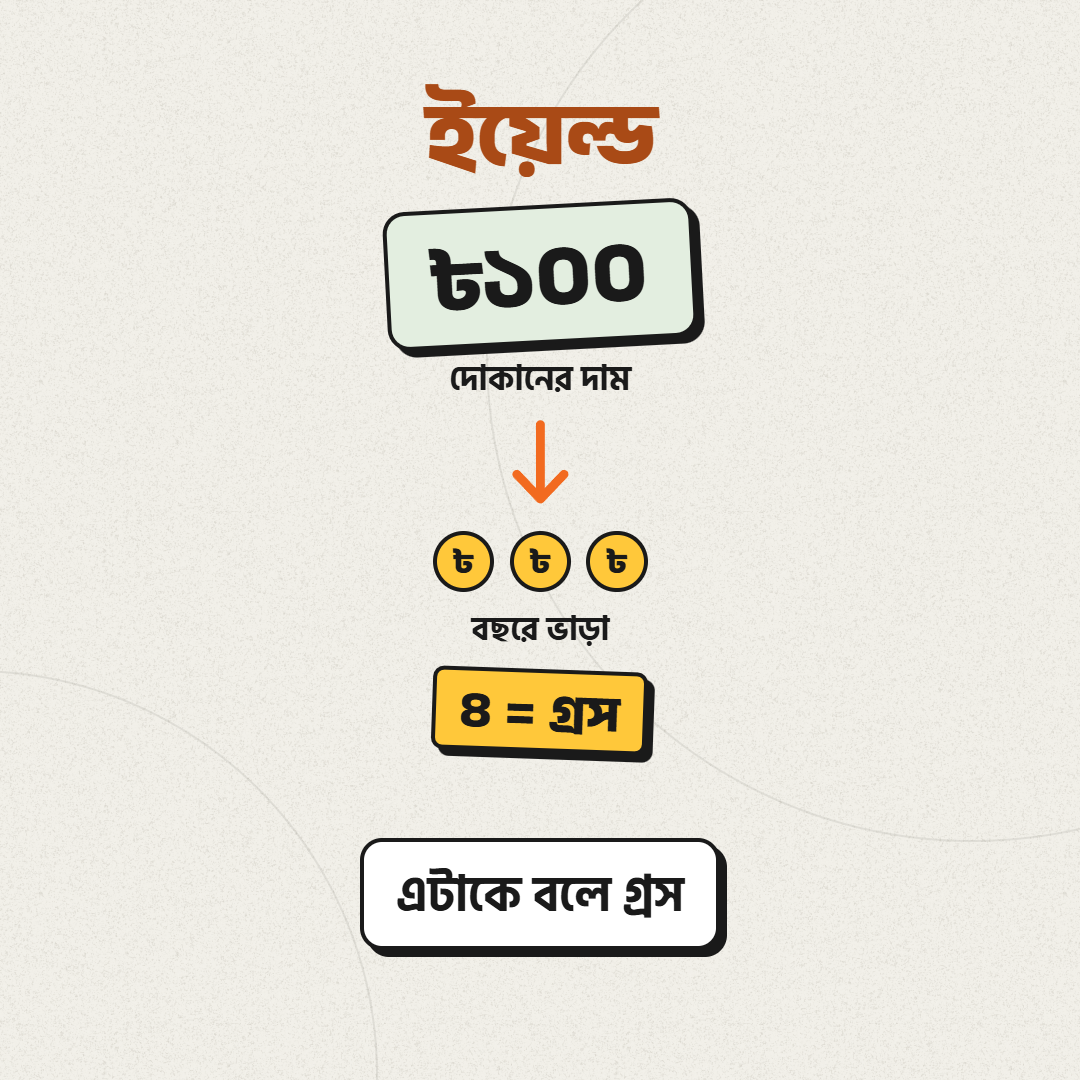 ইয়েল্ড
৳১০০
দোকানের দাম
৳ ৳ ৳
বছরে ভাড়া
৪ = গ্রস
এটাকে বলে গ্রস